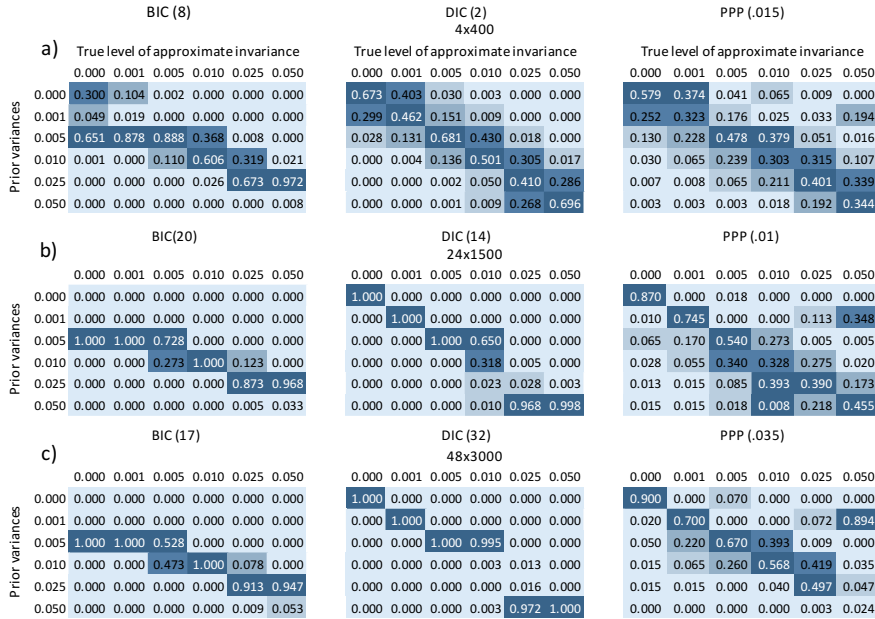 BIC (8) DIC (2) PPP (.015)
4x400
a) True level of approximate invariance True level of approximate invariance True level of approximate invariance
0.000 0.001 0.005 0.010 0.025 0.050 0.000 0.001 0.005 0.010 0.025 0.050 0.000 0.001 0.005 0.010 0.025 0.050
Prior variances
0.000 0.300 0.104 0.002 0.000 0.000 0.000 0.673 0.403 0.030 0.003 0.000 0.000 0.579 0.374 0.041 0.065 0.009 0.000
0.001 0.049 0.019 0.000 0.000 0.000 0.000 0.299 0.462 0.151 0.009 0.000 0.000 0.252 0.323 0.176 0.025 0.033 0.194
0.005 0.651 0.878 0.888 0.368 0.008 0.000 0.028 0.131 0.681 0.430 0.018 0.000 0.130 0.228 0.478 0.379 0.051 0.016
0.010 0.001 0.000 0.110 0.606 0.319 0.021 0.000 0.004 0.136 0.501 0.305 0.017 0.030 0.065 0.239 0.303 0.315 0.107
0.025 0.000 0.000 0.000 0.026 0.673 0.972 0.000 0.000 0.002 0.050 0.410 0.286 0.007 0.008 0.065 0.211 0.401 0.339
0.050 0.000 0.000 0.000 0.000 0.000 0.008 0.000 0.000 0.001 0.009 0.268 0.696 0.003 0.003 0.003 0.018 0.192 0.344
b) BIC(20) DIC (14) PPP (.01)
24x1500
0.000 0.001 0.005 0.010 0.025 0.050 0.000 0.001 0.005 0.010 0.025 0.050 0.000 0.001 0.005 0.010 0.025 0.050
Prior variances
0.000 0.000 0.000 0.000 0.000 0.000 0.000 1.000 0.000 0.000 0.000 0.000 0.000 0.870 0.000 0.018 0.000 0.000 0.000
0.001 0.000 0.000 0.000 0.000 0.000 0.000 0.000 1.000 0.000 0.000 0.000 0.000 0.010 0.745 0.000 0.000 0.113 0.348
0.005 1.000 1.000 0.728 0.000 0.000 0.000 0.000 0.000 1.000 0.650 0.000 0.000 0.065 0.170 0.540 0.273 0.005 0.005
0.010 0.000 0.000 0.273 1.000 0.123 0.000 0.000 0.000 0.000 0.318 0.005 0.000 0.028 0.055 0.340 0.328 0.275 0.020
0.025 0.000 0.000 0.000 0.000 0.873 0.968 0.000 0.000 0.000 0.023 0.028 0.003 0.013 0.015 0.085 0.393 0.390 0.173
0.050 0.000 0.000 0.000 0.000 0.005 0.033 0.000 0.000 0.000 0.010 0.968 0.998 0.015 0.015 0.018 0.008 0.218 0.455
c) BIC (17) DIC (32) PPP (.035)
48x3000
0.000 0.001 0.005 0.010 0.025 0.050 0.000 0.001 0.005 0.010 0.025 0.050 0.000 0.001 0.005 0.010 0.025 0.050
Prior variances
0.000 0.000 0.000 0.000 0.000 0.000 0.000 1.000 0.000 0.000 0.000 0.000 0.000 0.900 0.000 0.070 0.000 0.000 0.000
0.001 0.000 0.000 0.000 0.000 0.000 0.000 0.000 1.000 0.000 0.000 0.000 0.000 0.020 0.700 0.000 0.000 0.072 0.894
0.005 1.000 1.000 0.528 0.000 0.000 0.000 0.000 0.000 1.000 0.995 0.000 0.000 0.050 0.220 0.670 0.393 0.009 0.000
0.010 0.000 0.000 0.473 1.000 0.078 0.000 0.000 0.000 0.000 0.003 0.013 0.000 0.015 0.065 0.260 0.568 0.419 0.035
0.025 0.000 0.000 0.000 0.000 0.913 0.947 0.000 0.000 0.000 0.000 0.016 0.000 0.015 0.015 0.000 0.040 0.497 0.047
0.050 0.000 0.000 0.000 0.000 0.009 0.053 0.000 0.000 0.000 0.003 0.972 1.000 0.000 0.000 0.000 0.000 0.003 0.024